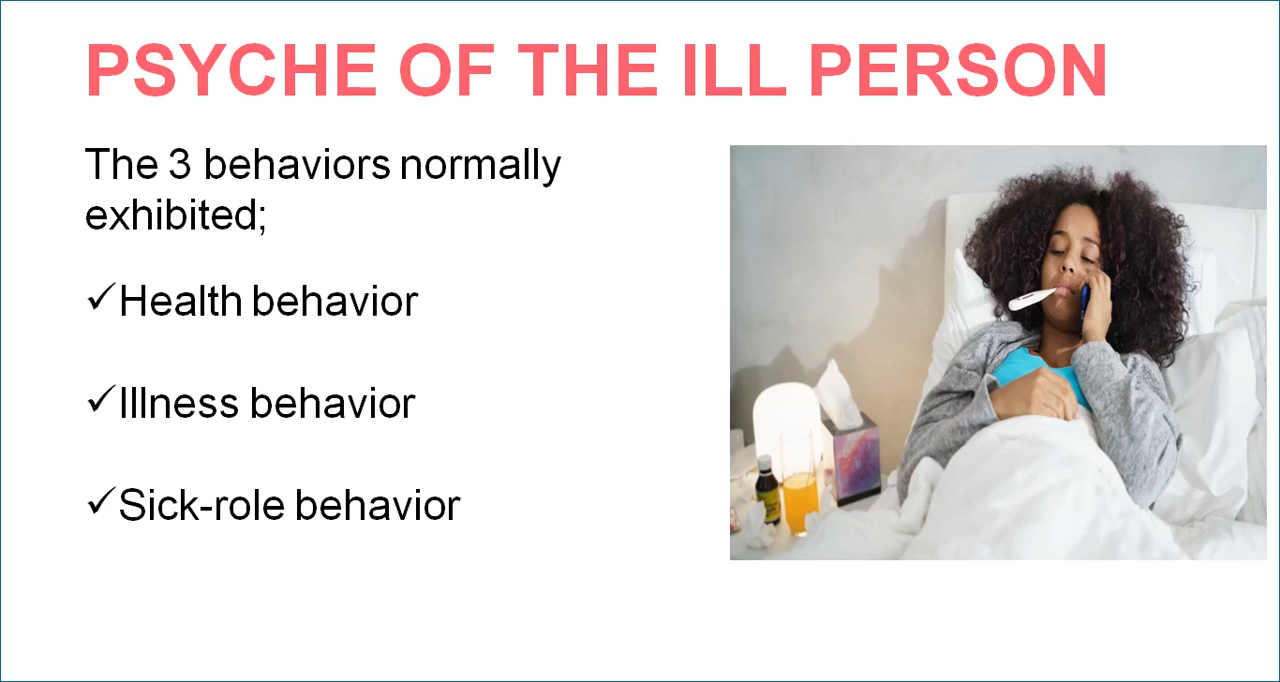 PSYCHE OF THE ILL PERSON
The 3 behaviors normally
exhibited;
✓Health behavior
✓Illness behavior
✓Sick-role behavior